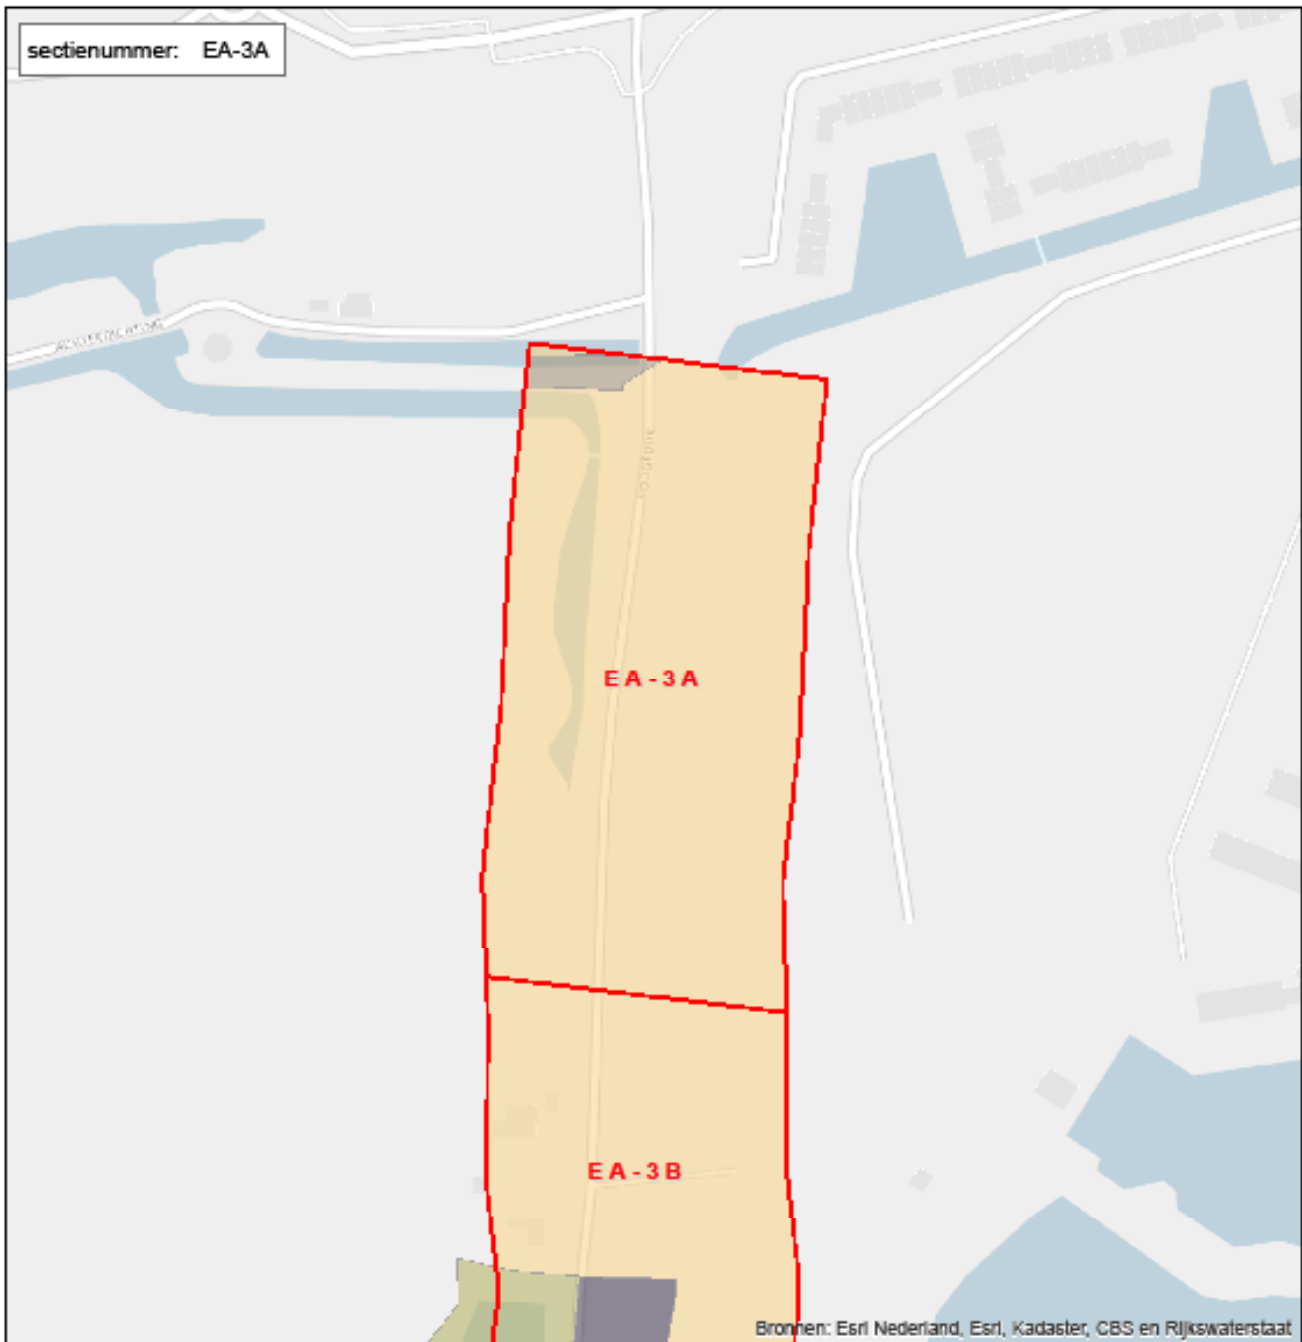 sectienummer: EA-3A
EA-3A
EA-3B
Bronnen: Esri Nederland, Esri, Kadaster, CBS en Rijkswaterstaat